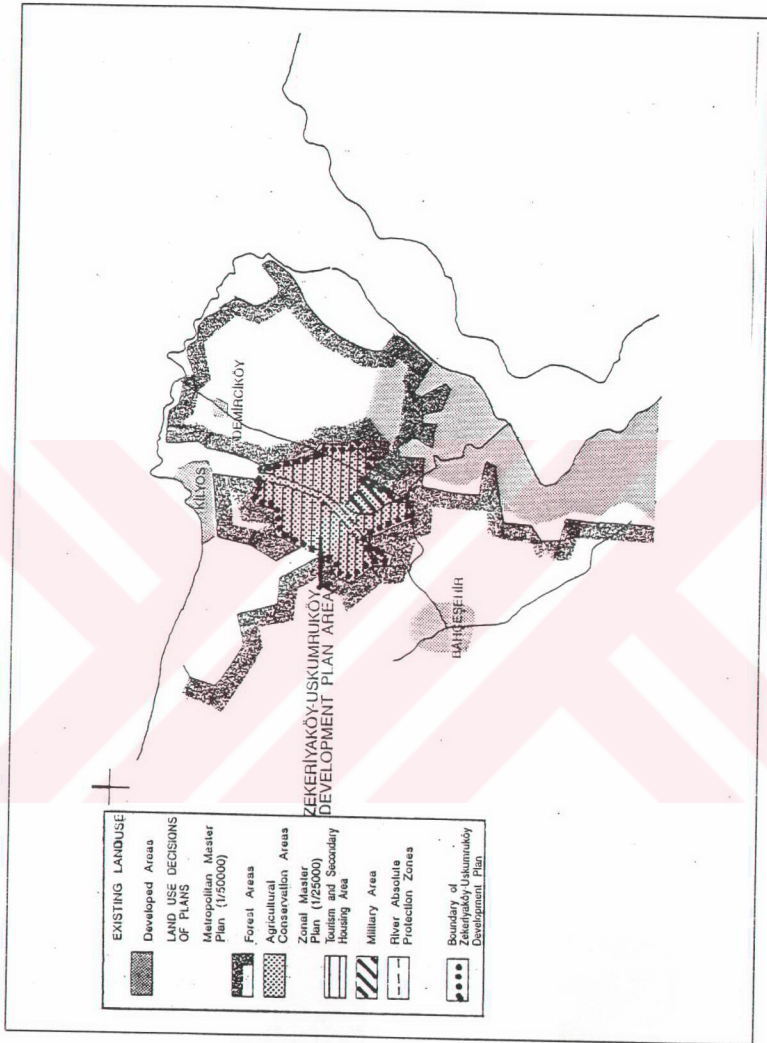 KİLYOS
DEMİRCİKÖY
ZEKERİYAKÖY-USKUMRUKÖY
DEVELOPMENT PLAN AREA
BAHÇEŞEHİR
EXISTING LANDUSE
Developed Areas
LAND USE DECISIONS
OF PLANS
Metropolitan Master
Plan (1/50000)
Forest Areas
Agricultural
Conservation Areas
Zonal Master
Plan (1/25000)
Tourism and Secondary
Housing Area
Military Area
River Absolute
Protection Zones
Boundary of
Zekeriyaköy-Uskumruköy
Development Plan